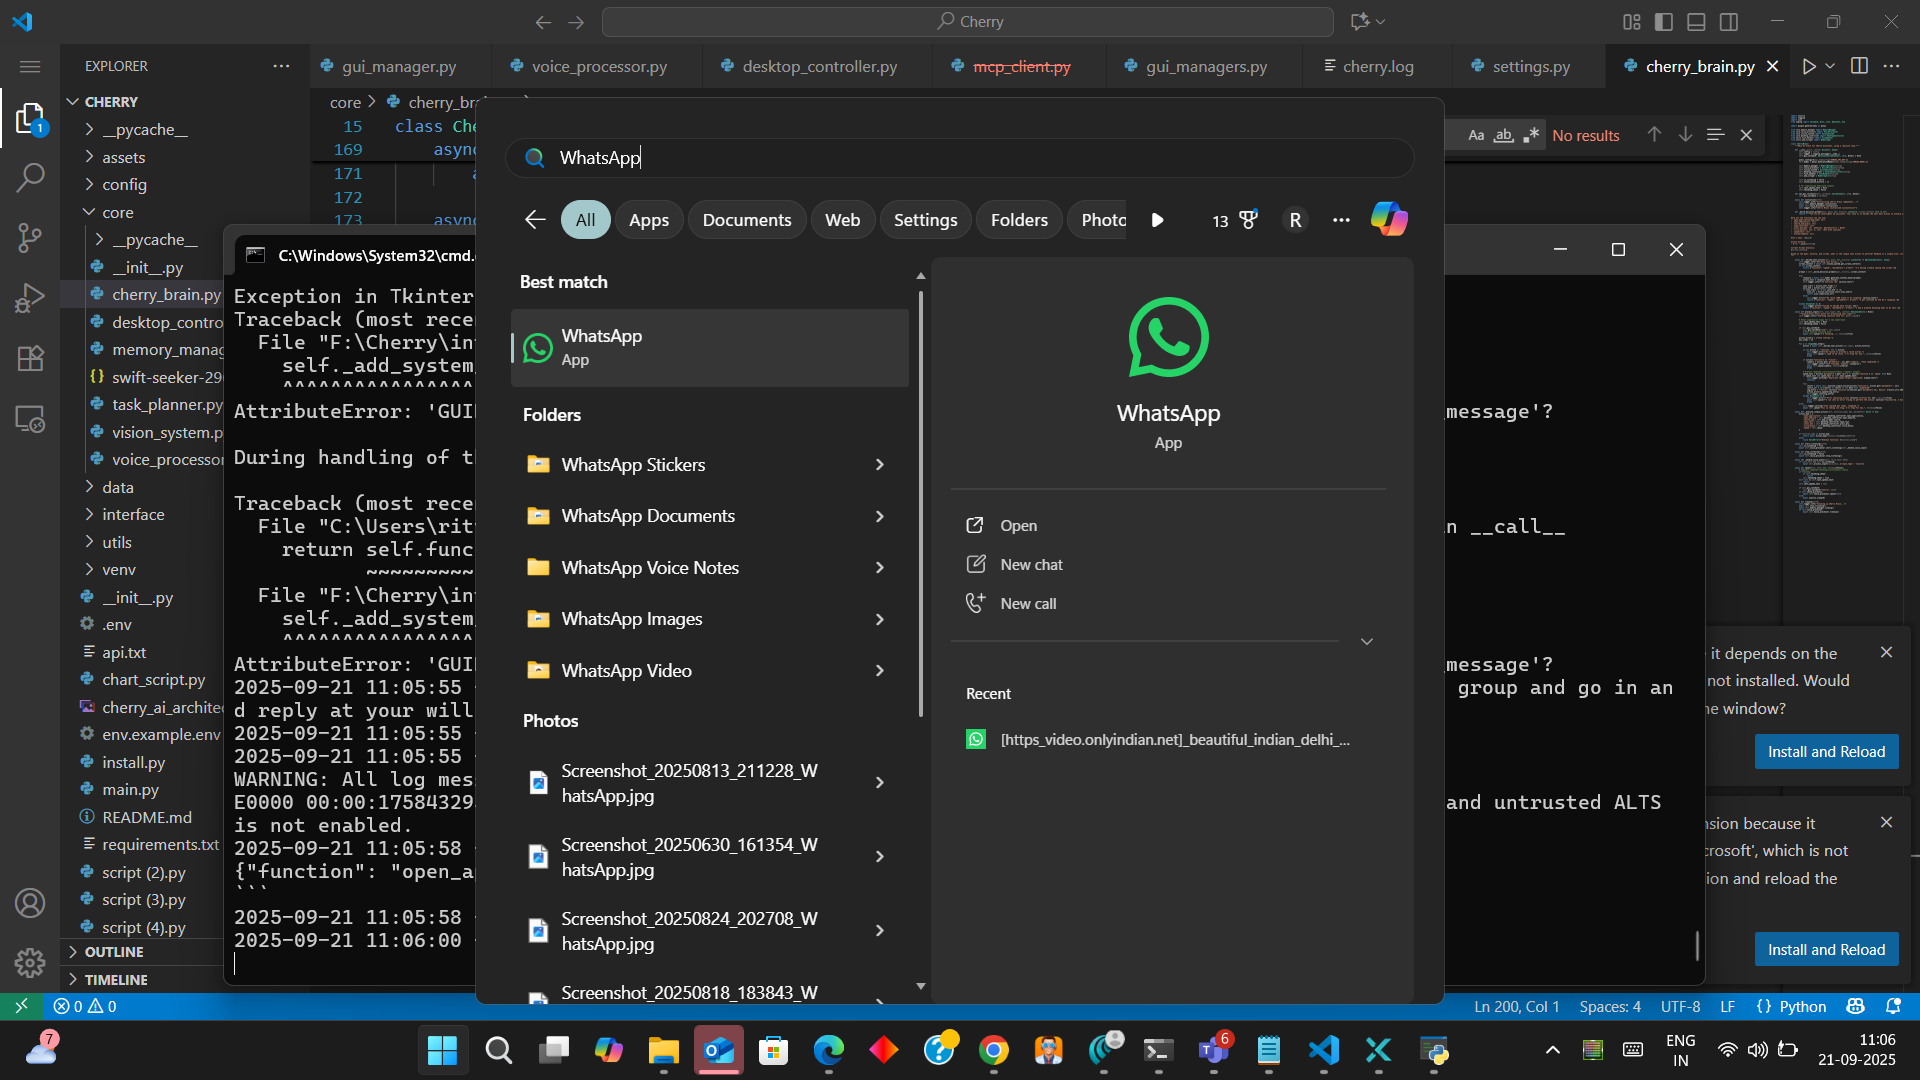 Cherry
EXPLORER
gui_manager.py
voice_processor.py
desktop_controller.py
mcp_client.py
gui_managers.py
cherry.log
settings.py
cherry_brain.py
CHERRY
__pycache__
assets
config
core
__pycache__
__init__.py
cherry_brain.py
desktop_contro
memory_manag
swift-seeker-29
task_planner.py
vision_system.p
voice_processor
data
interface
utils
venv
__init__.py
.env
api.txt
chart_script.py
cherry_ai_archite
env.example.env
install.py
main.py
README.md
requirements.txt
script (2).py
script (3).py
script (4).py
OUTLINE
TIMELINE
1
core > cherry_br
15 class Che
169 async
171
172
173 async
Aa ab No results
C:\Windows\System32\cmd.
Exception in Tkinter
Traceback (most rece
File "F:\Cherry\in
self._add_system
^^^^^^^^^^^^^^^^^
AttributeError: 'GUI
message'?
During handling of t
Traceback (most rece
File "C:\Users\rit
n __call__
return self.func
~~~~~~~~~
File "F:\Cherry\in
self._add_system
^^^^^^^^^^^^^^^^^
AttributeError: 'GUI
message'?
2025-09-21 11:05:55
group and go in an
d reply at your will
2025-09-21 11:05:55
2025-09-21 11:05:55
WARNING: All log mes
E0000 00:00:17584329
and untrusted ALTS
is not enabled.
2025-09-21 11:05:58
{"function": "open_a
```
2025-09-21 11:05:58
2025-09-21 11:06:00
WhatsApp
All
Apps
Documents
Web
Settings
Folders
Photo
13
R
Best match
WhatsApp
App
Folders
WhatsApp Stickers
WhatsApp Documents
WhatsApp Voice Notes
WhatsApp Images
WhatsApp Video
Photos
Screenshot_20250813_211228_W
hatsApp.jpg
Screenshot_20250630_161354_W
hatsApp.jpg
Screenshot_20250824_202708_W
hatsApp.jpg
Screenshot_20250818_183843_W
WhatsApp
App
Open
New chat
New call
Recent
[https_video.onlyindian.net]_beautiful_indian_delhi_...
it depends on the
not installed. Would
e window?
Install and Reload
nsion because it
crosoft', which is not
ion and reload the
Install and Reload
0 0
Ln 200, Col 1
Spaces: 4
UTF-8
LF
{} Python
7
6
ENG
IN
11:06
21-09-2025